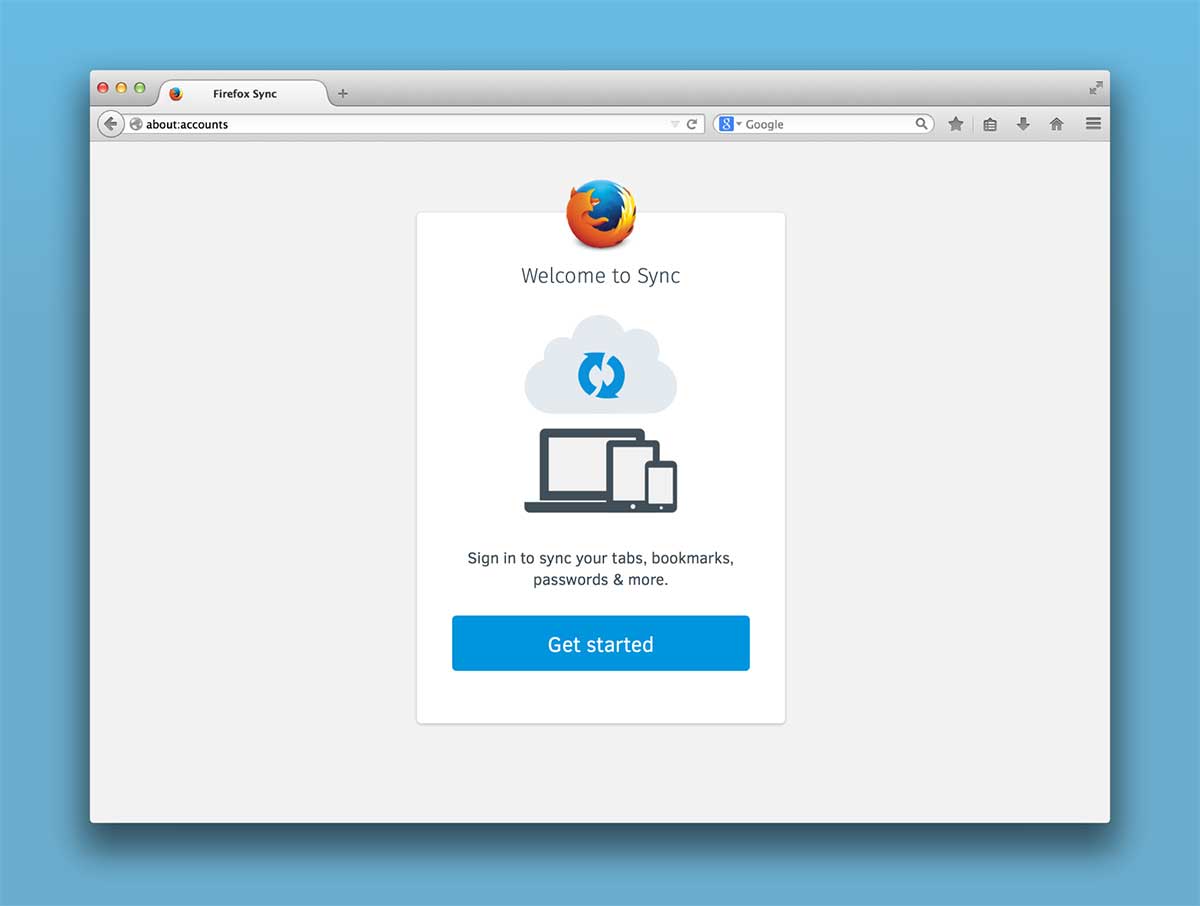 Firefox Sync
about:accounts
8 Google
Welcome to Sync
Sign in to sync your tabs, bookmarks,
passwords & more.
Get started